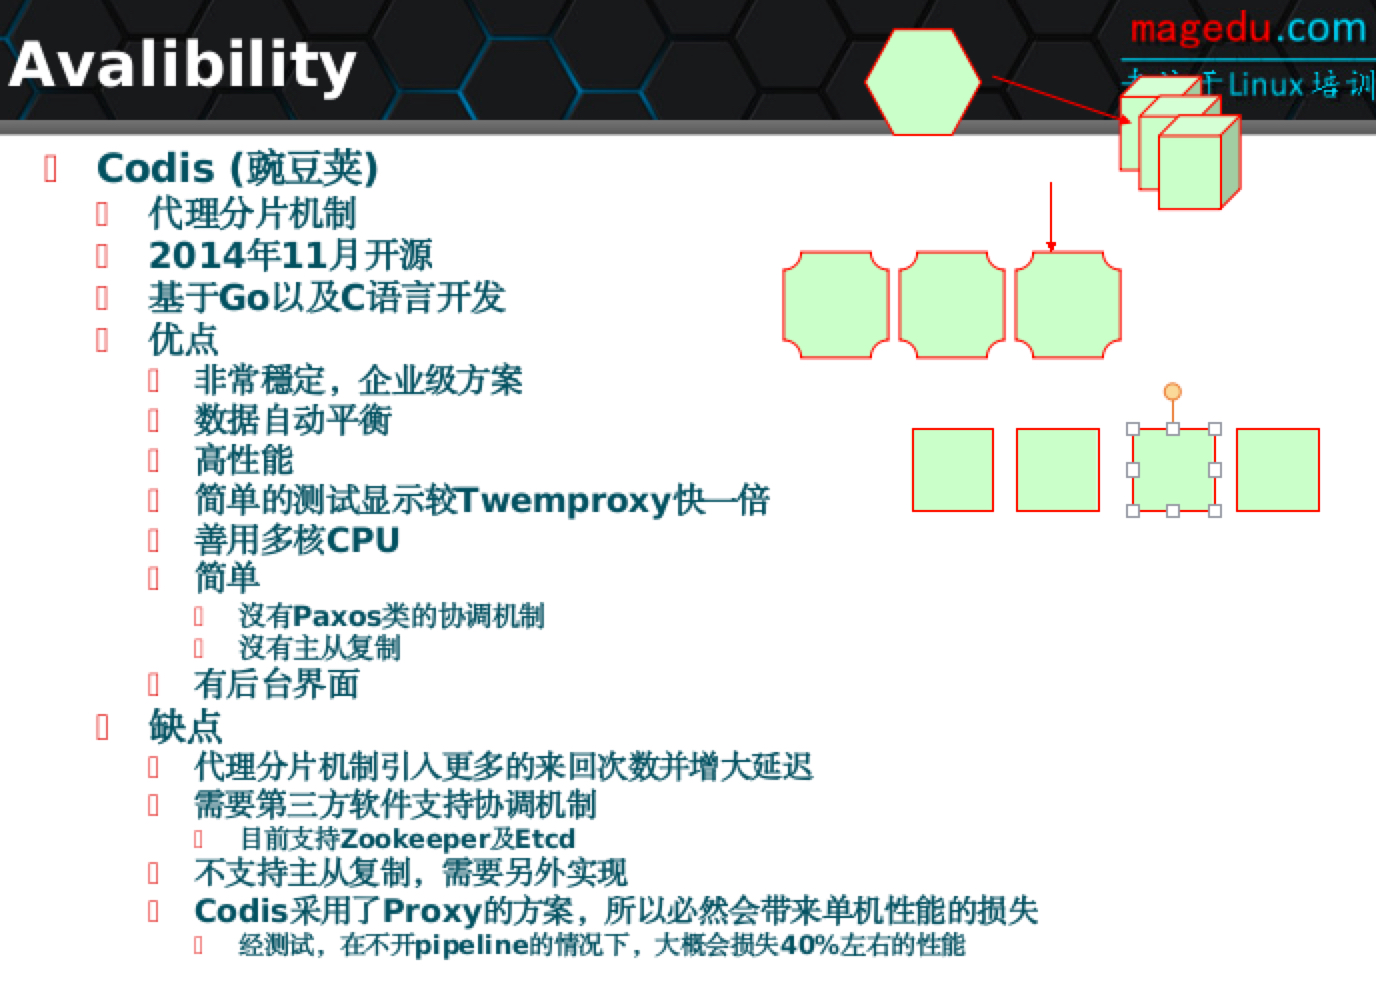 Avalibility
magedu.com
于Linux培训
Codis (豌豆荚)
代理分片机制
2014年11月开源
基于Go以及C语言开发
优点
非常穩定，企业级方案
数据自动平衡
高性能
简单的测试显示较Twemproxy快一倍
善用多核CPU
简单
沒有Paxos类的协调机制
沒有主从复制
有后台界面
缺点
代理分片机制引入更多的来回次数并增大延迟
需要第三方软件支持协调机制
目前支持Zookeeper及Etcd
不支持主从复制，需要另外实现
Codis采用了Proxy的方案，所以必然会带来单机性能的损失
经测试，在不开pipeline的情况下，大概会损失40%左右的性能